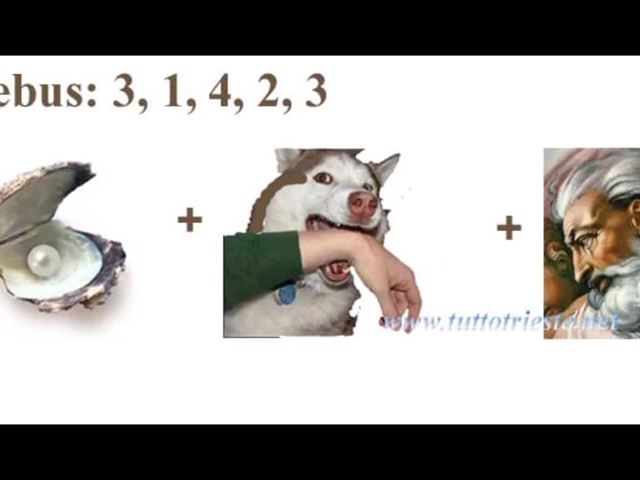 ebus: 3, 1, 4, 2, 3
+ +
www.tuttotrieste.net